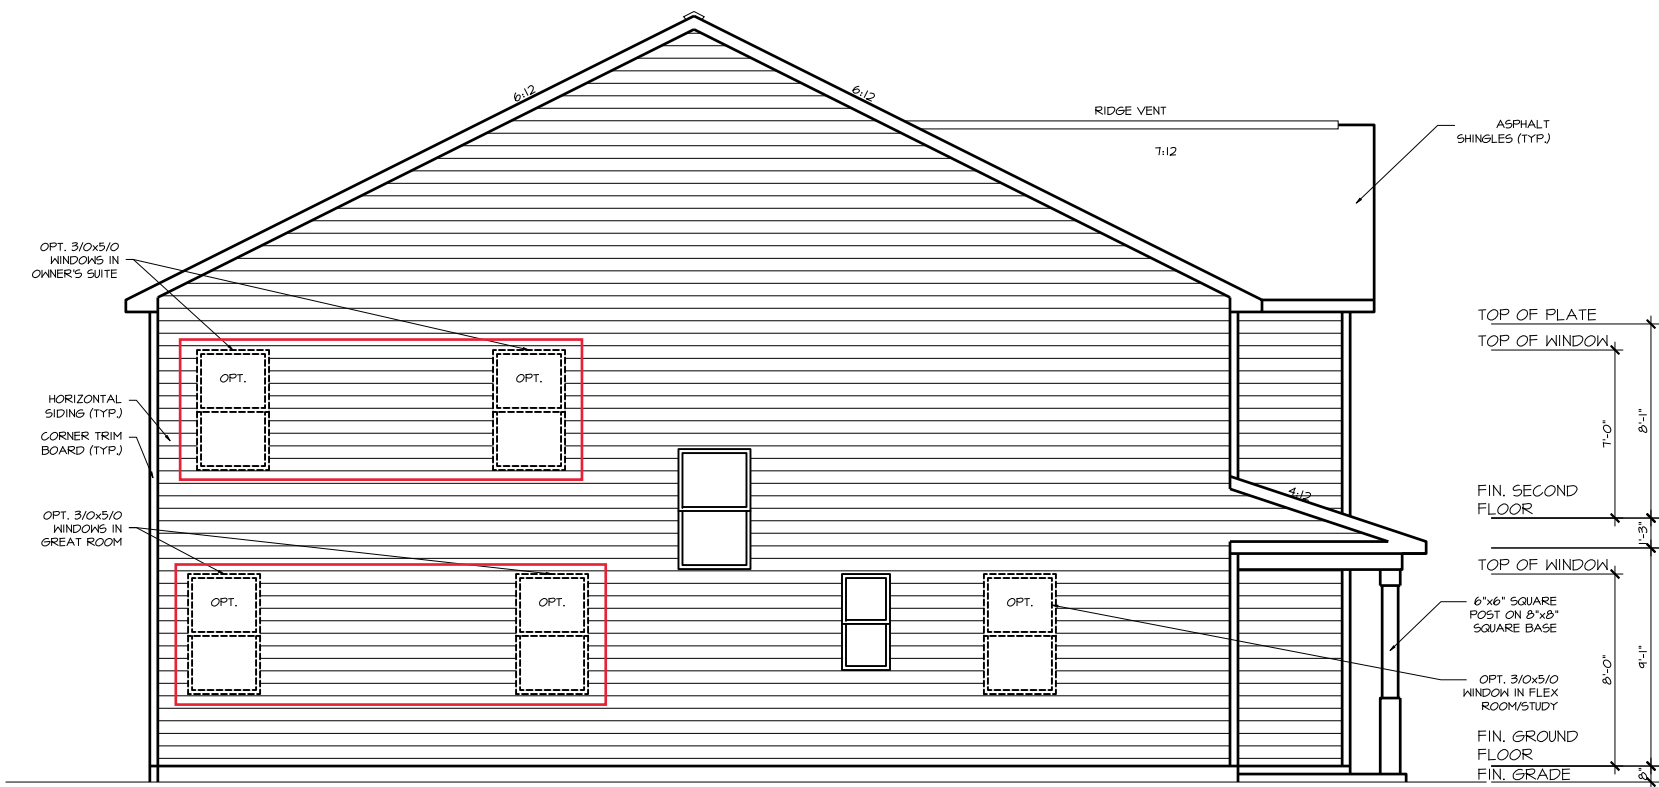 6:12
6:12
RIDGE VENT
7:12
ASPHALT
SHINGLES (TYP.)
OPT. 3/0x5/0
WINDOWS IN
OWNER'S SUITE
TOP OF PLATE
TOP OF WINDOW
OPT.
OPT.
HORIZONTAL
SIDING (TYP.)
CORNER TRIM
BOARD (TYP.)
7'-0"
8'-1"
4:12
FIN. SECOND
FLOOR
OPT. 3/0x5/0
WINDOWS IN
GREAT ROOM
1'-3"
TOP OF WINDOW
OPT.
OPT.
OPT.
6"x6" SQUARE
POST ON 8"x8"
SQUARE BASE
8'-0"
9'-1"
OPT. 3/0x5/0
WINDOW IN FLEX
ROOM/STUDY
FIN. GROUND
FLOOR
FIN. GRADE
8"